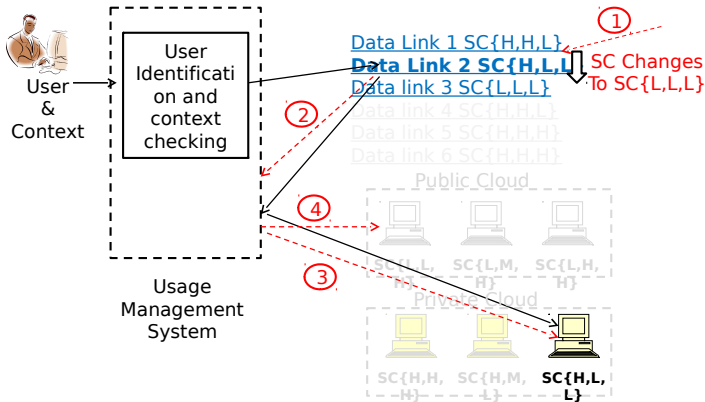 1
Data Link 1 SC{H,H,L}
Data Link 2 SC{H,L,L
Data link 3 SC{L,L,L}
Data link 4 SC{H,H,L}
Data link 5 SC{H,H,H}
Data link 6 SC{H,H,H}
SC Changes
To SC{L,L,L}
User
&
Context
User
Identificati
on and
context
checking
2
Public Cloud
4
SC{L,L,
H}
SC{L,M,
H}
SC{L,H,
H}
3
Usage
Management
System
Private Cloud
SC{H,H,
H}
SC{H,M,
L}
SC{H,L,
L}